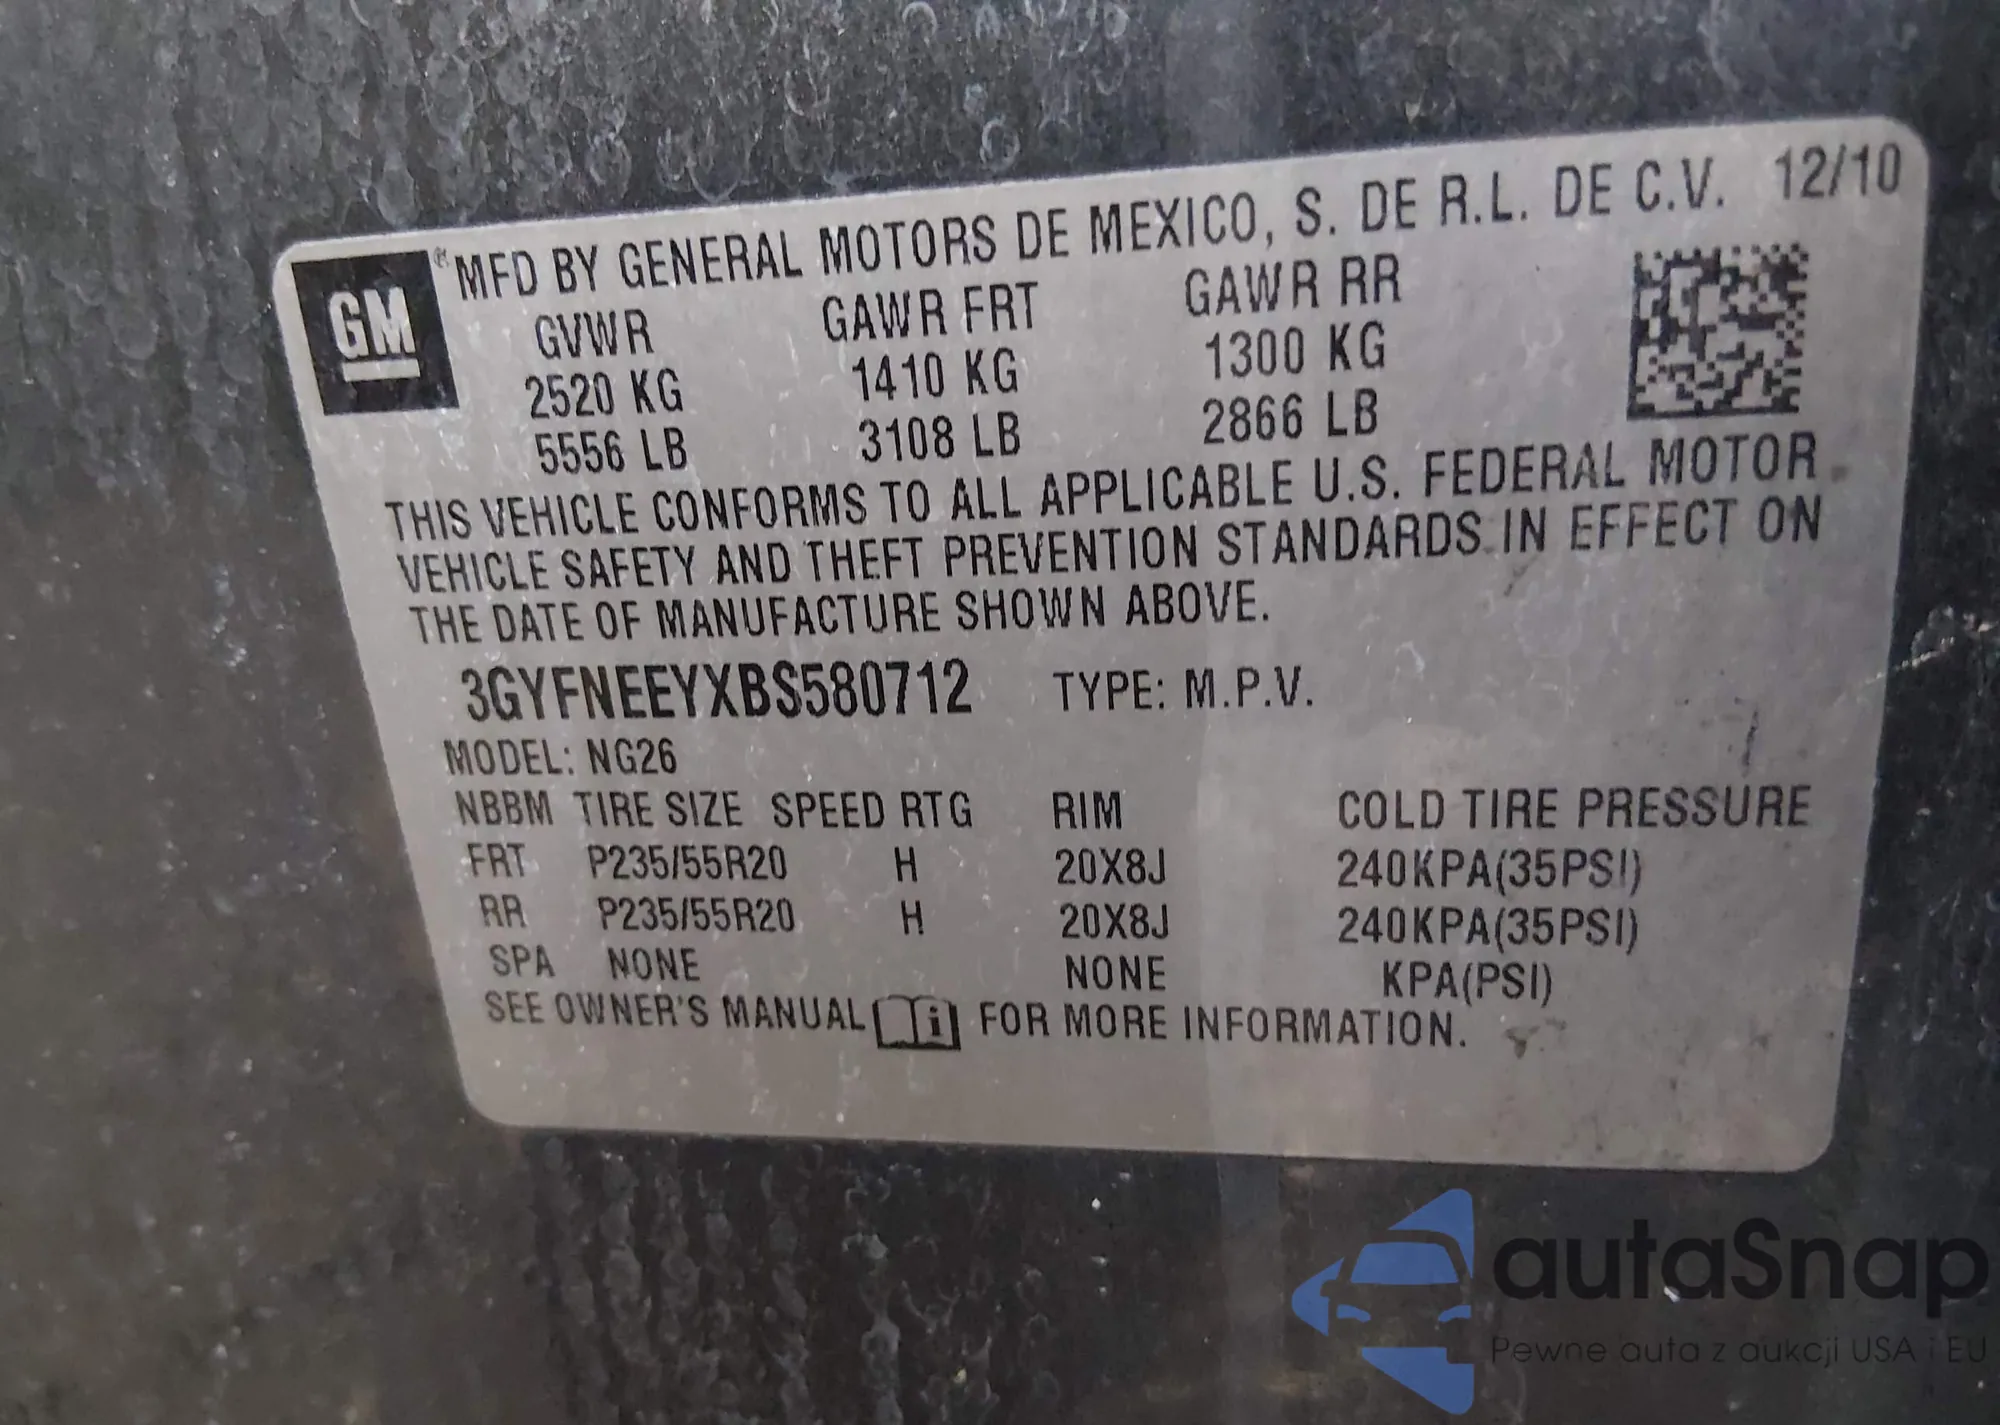 GM ® MFD BY GENERAL MOTORS DE MEXICO, S. DE R.L. DE C.V. 12/10
GVWR GAWR FRT GAWR RR
2520 KG 1410 KG 1300 KG
5556 LB 3108 LB 2866 LB
THIS VEHICLE CONFORMS TO ALL APPLICABLE U.S. FEDERAL MOTOR
VEHICLE SAFETY AND THEFT PREVENTION STANDARDS IN EFFECT ON
THE DATE OF MANUFACTURE SHOWN ABOVE.
3GYFNEEYXBS580712 TYPE: M.P.V.
MODEL: NG26
NBBM TIRE SIZE SPEED RTG RIM COLD TIRE PRESSURE
FRT P235/55R20 H 20X8J 240KPA(35PSI)
RR P235/55R20 H 20X8J 240KPA(35PSI)
SPA NONE NONE KPA(PSI)
SEE OWNER'S MANUAL i FOR MORE INFORMATION.
autaSnap
Pewne auta z aukcji USA i EU